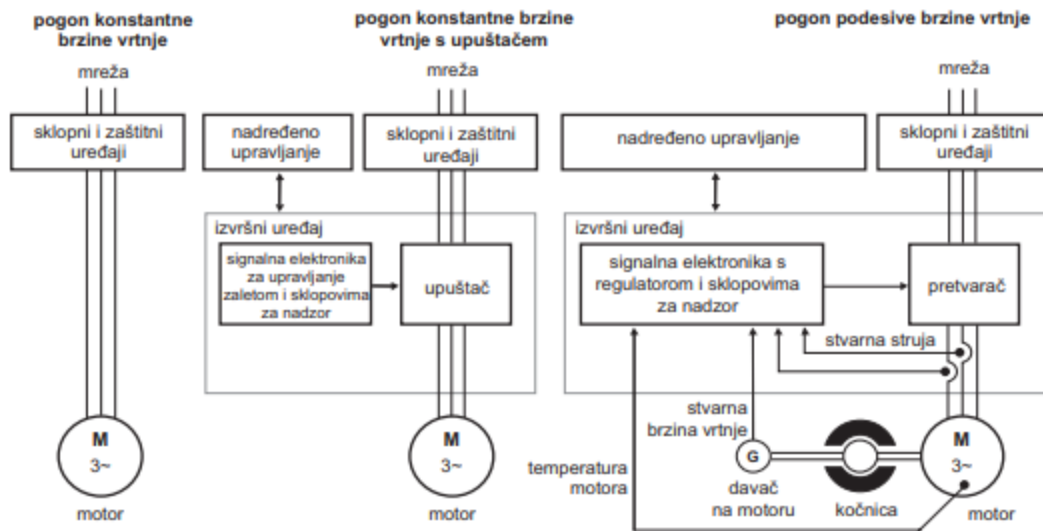 pogon konstantne
brzine vrtnje
mreža
sklopni i zaštitni
uređaji
M
3~
motor
pogon konstantne brzine
vrtnje s upuštačem
mreža
nadređeno
upravljanje
sklopni i zaštitni
uređaji
izvršni uređaj
signalna elektronika
za upravljanje
zaletom i sklopovima
za nadzor
upuštač
M
3~
motor
pogon podesive brzine vrtnje
mreža
nadređeno upravljanje
sklopni i zaštitni
uređaji
izvršni uređaj
signalna elektronika s
regulatorom i sklopovima
za nadzor
pretvarač
stvarna struja
stvarna
brzina vrtnje
temperatura
motora
G
davač
na motoru
kočnica
M
3~
motor